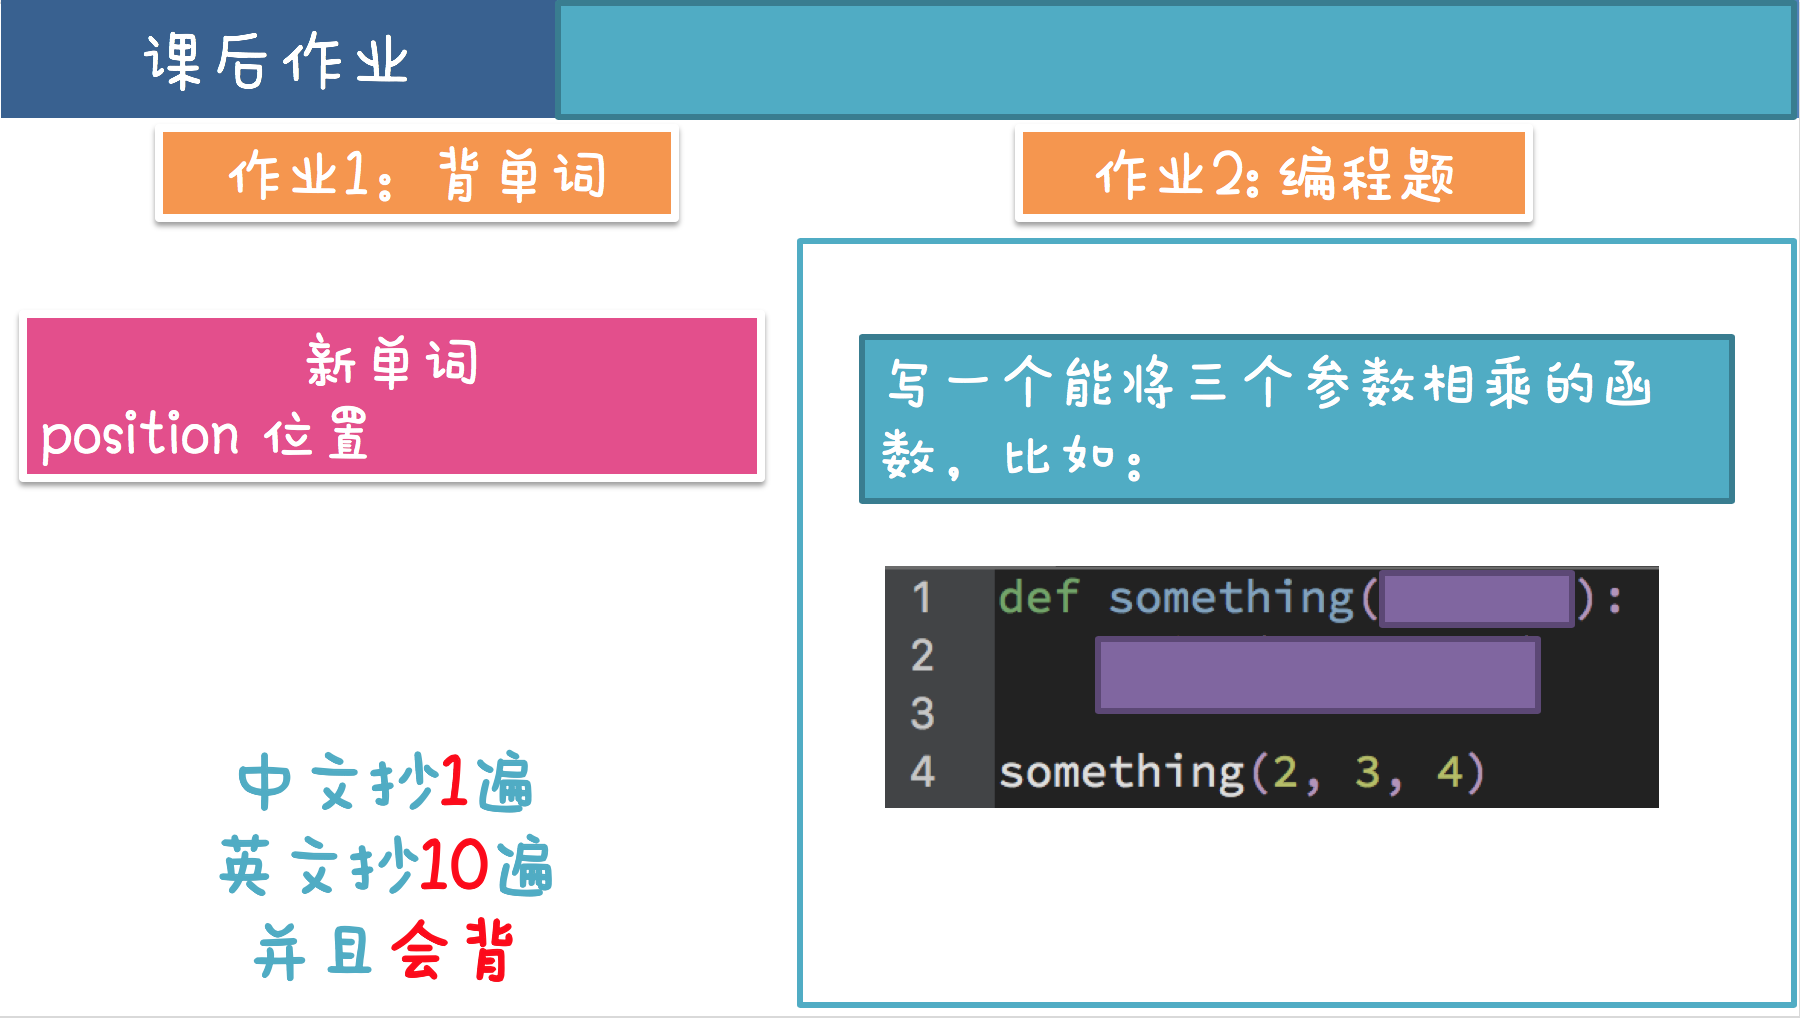 课后作业
作业1：背单词
新单词
position 位置
中文抄1遍
英文抄10遍
并且会背
作业2:编程题
写一个能将三个参数相乘的函
数，比如：
1 def something( ):
2
3
4 something(2, 3, 4)